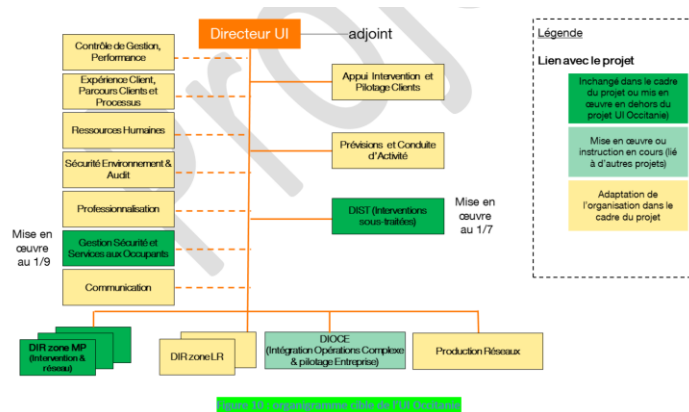 Projet
Directeur UI
adjoint
Contrôle de Gestion,
Performance
Expérience Client,
Parcours Clients et
Processus
Ressources Humaines
Sécurité Environnement &
Audit
Professionnalisation
Mise en
œuvre
au 1/9
Gestion Sécurité et
Services aux Occupants
Communication
Appui Intervention et
Pilotage Clients
Prévisions et Conduite
d'Activité
DIST (Interventions
sous-traitées)
Mise en
œuvre au
1/7
DIR zone MP
(Intervention &
réseau)
DIR zone LR
DIOCE
(Intégration Opérations Complexe
& pilotage Entreprise)
Production Réseaux
Légende
Lien avec le projet
Inchangé dans le cadre
du projet ou mis en
œuvre en dehors du
projet UI Occitanie)
Mise en œuvre ou
instruction en cours (lié
à d'autres projets)
Adaptation de
l'organisation dans le
cadre du projet
Figure 10 : organigramme cible de l'UI Occitanie